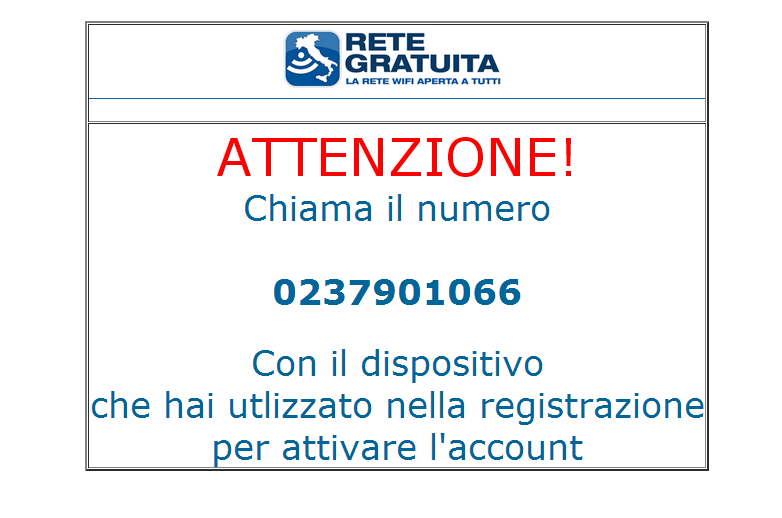 RETE
GRATUITA
LA RETE WIFI APERTA A TUTTI
ATTENZIONE!
Chiama il numero
0237901066
Con il dispositivo
che hai utlizzato nella registrazione
per attivare l'account